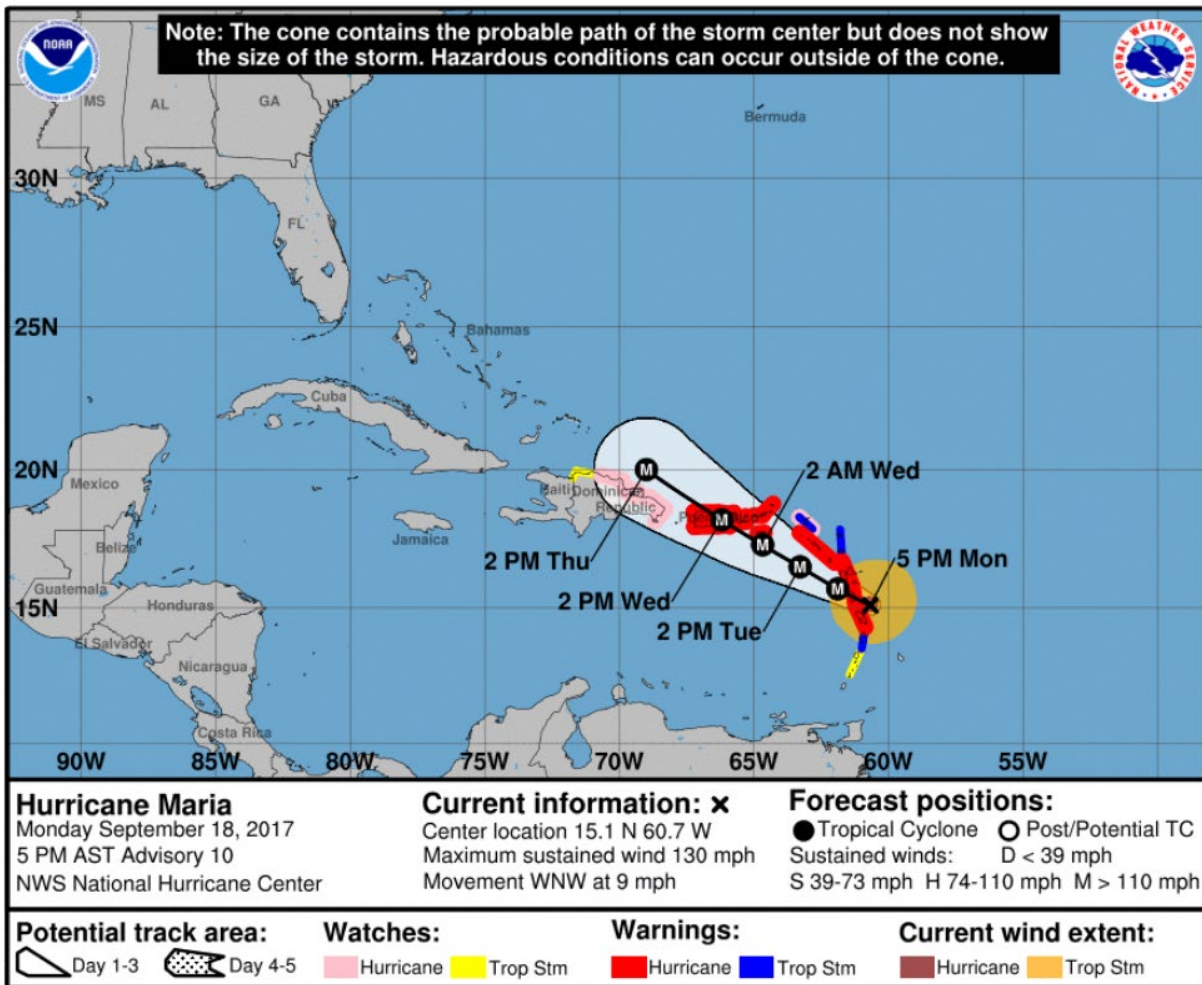 Note: The cone contains the probable path of the storm center but does not show
the size of the storm. Hazardous conditions can occur outside of the cone.
NOAA
NATIONAL WEATHER SERVICE
MS
AL
GA
Bermuda
30N
FL
25N
Bahamas
Cuba
20N
2 AM Wed
Mexico
M
Haiti
Dominican
Republic
M
Jamaica
Belize
2 PM Thu
M
5 PM Mon
M
Guatemala
2 PM Wed
M
15N
Honduras
2 PM Tue
El Salvador
Nicaragua
Costa Rica
90W 85W 80W 75W 70W 65W 60W 55W
Hurricane Maria
Monday September 18, 2017
5 PM AST Advisory 10
NWS National Hurricane Center
Current information: x
Center location 15.1 N 60.7 W
Maximum sustained wind 130 mph
Movement WNW at 9 mph
Forecast positions:
Tropical Cyclone Post/Potential TC
Sustained winds: D < 39 mph
S 39-73 mph H 74-110 mph M > 110 mph
Potential track area:
Day 1-3 Day 4-5
Watches:
Hurricane Trop Stm
Warnings:
Hurricane Trop Stm
Current wind extent:
Hurricane Trop Stm